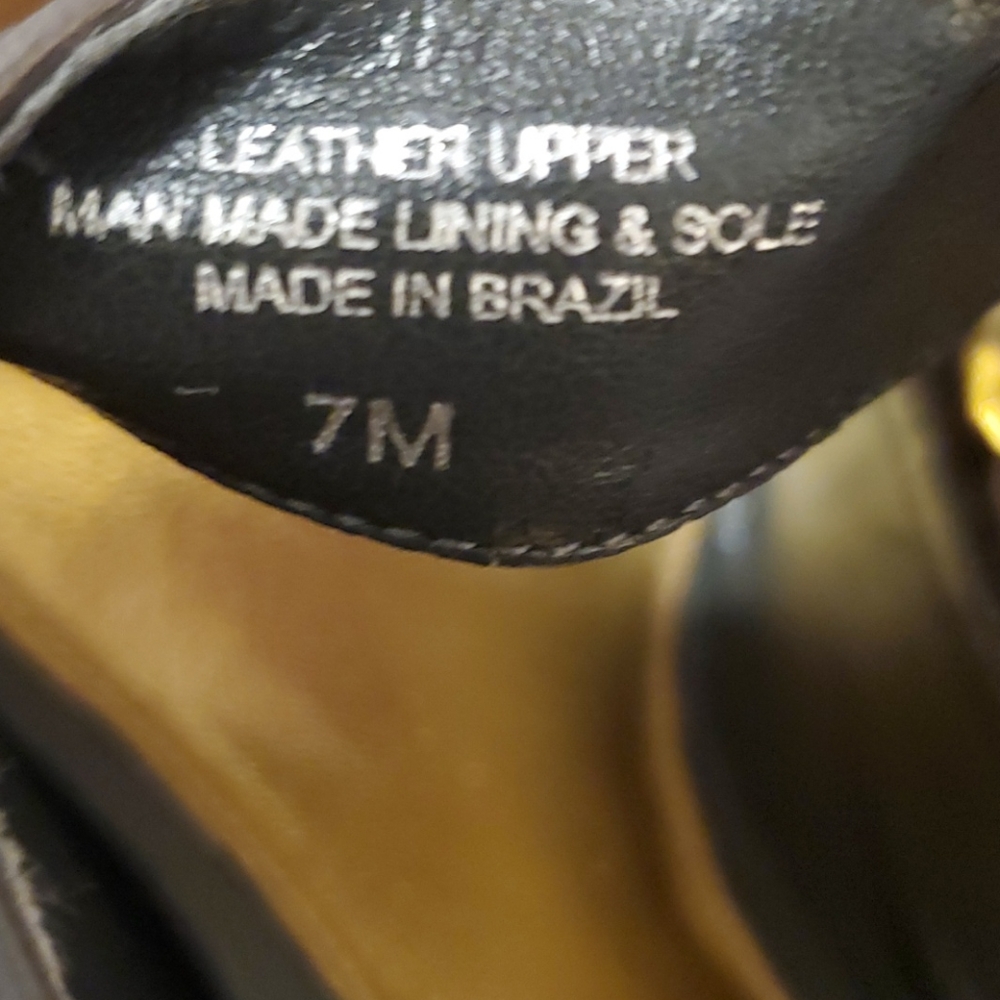 LEATHER UPPER
MAN MADE LINING & SOLE
MADE IN BRAZIL
7M